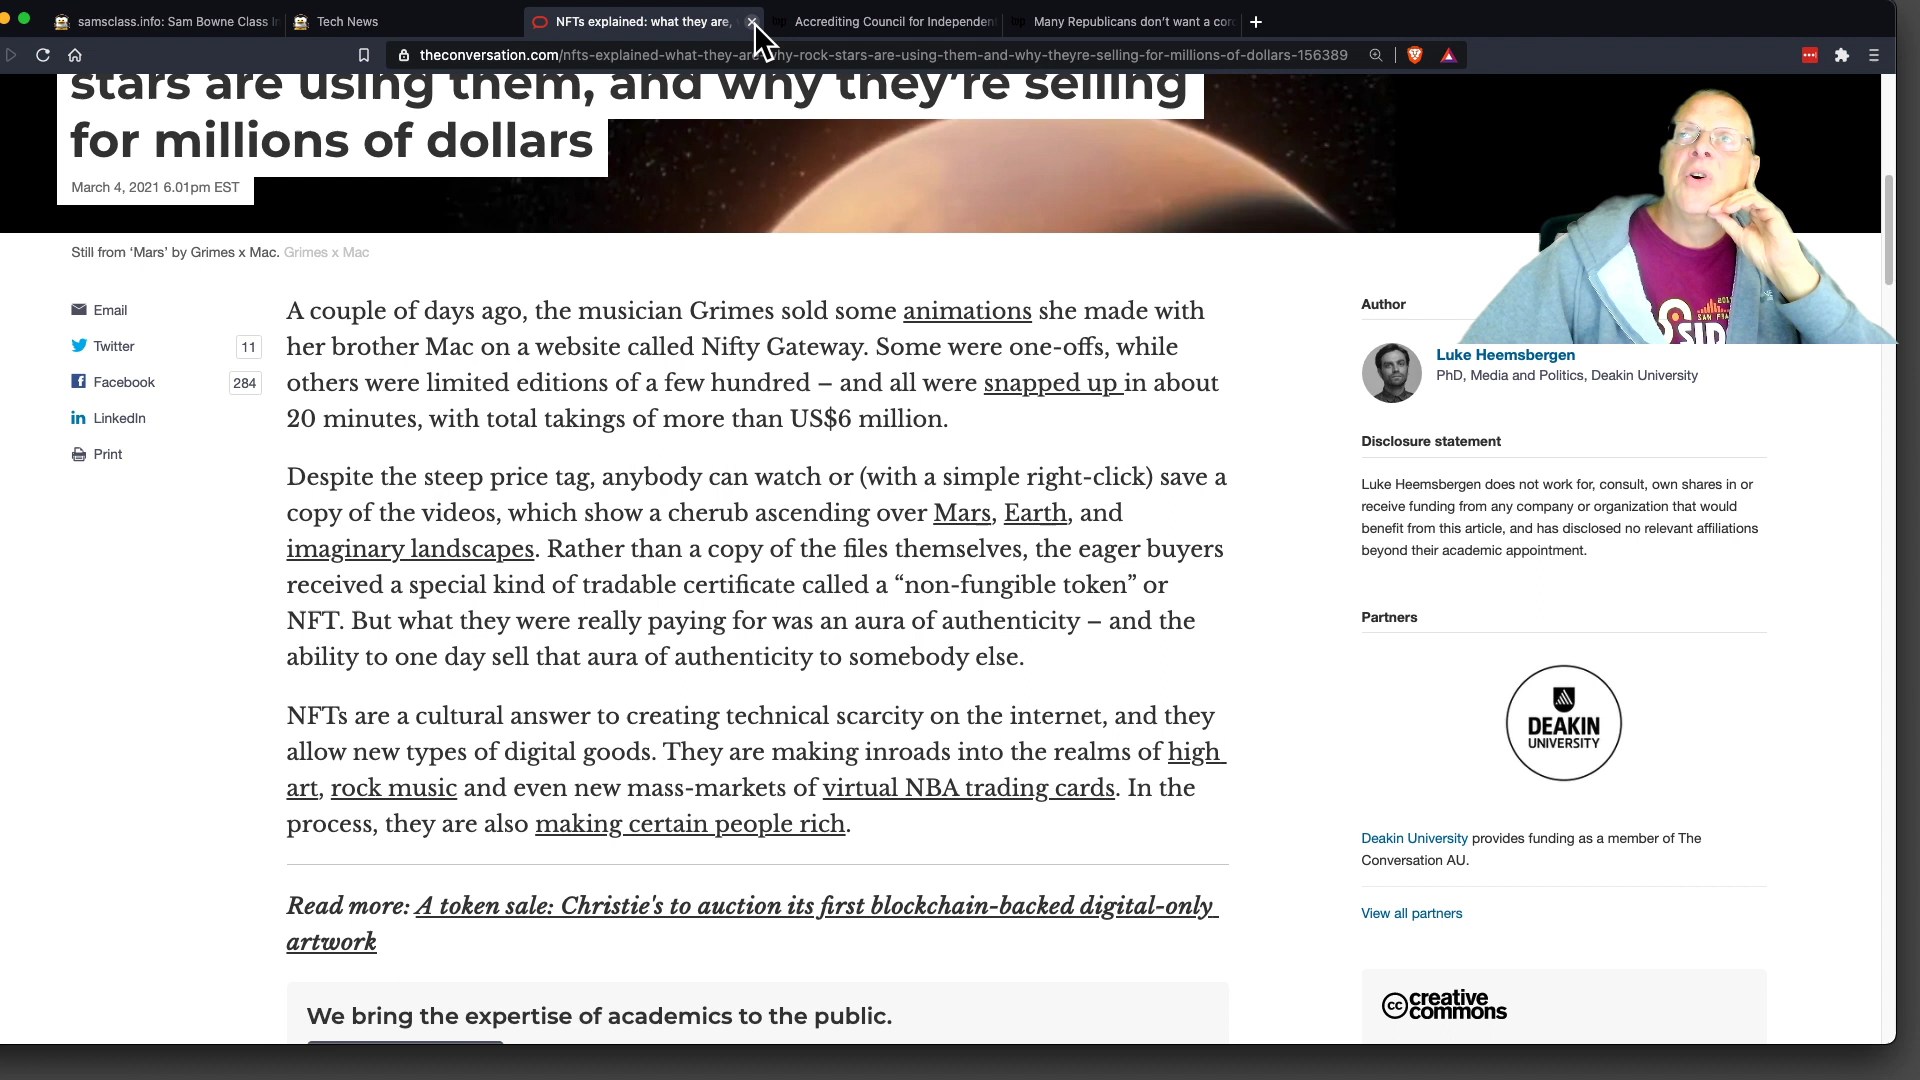 samsclass.info: Sam Bowne Class In
Tech News
NFTs explained: what they are,
Accrediting Council for Independen
Many Republicans don't want a cor
theconversation.com/nfts-explained-what-they-are-why-rock-stars-are-using-them-and-why-theyre-selling-for-millions-of-dollars-156389
stars are using them, and why they're selling
for millions of dollars
March 4, 2021 6.01pm EST
Still from 'Mars' by Grimes x Mac. Grimes x Mac
Email
Twitter 11
Facebook 284
LinkedIn
Print
A couple of days ago, the musician Grimes sold some animations she made with
her brother Mac on a website called Nifty Gateway. Some were one-offs, while
others were limited editions of a few hundred – and all were snapped up in about
20 minutes, with total takings of more than US$6 million.
Despite the steep price tag, anybody can watch or (with a simple right-click) save a
copy of the videos, which show a cherub ascending over Mars, Earth, and
imaginary landscapes. Rather than a copy of the files themselves, the eager buyers
received a special kind of tradable certificate called a “non-fungible token” or
NFT. But what they were really paying for was an aura of authenticity – and the
ability to one day sell that aura of authenticity to somebody else.
NFTs are a cultural answer to creating technical scarcity on the internet, and they
allow new types of digital goods. They are making inroads into the realms of high
art, rock music and even new mass-markets of virtual NBA trading cards. In the
process, they are also making certain people rich.
Read more: A token sale: Christie's to auction its first blockchain-backed digital-only
artwork
We bring the expertise of academics to the public.
Author
Luke Heemsbergen
PhD, Media and Politics, Deakin University
Disclosure statement
Luke Heemsbergen does not work for, consult, own shares in or
receive funding from any company or organization that would
benefit from this article, and has disclosed no relevant affiliations
beyond their academic appointment.
Partners
DEAKIN
UNIVERSITY
Deakin University provides funding as a member of The
Conversation AU.
View all partners
cc creative
commons